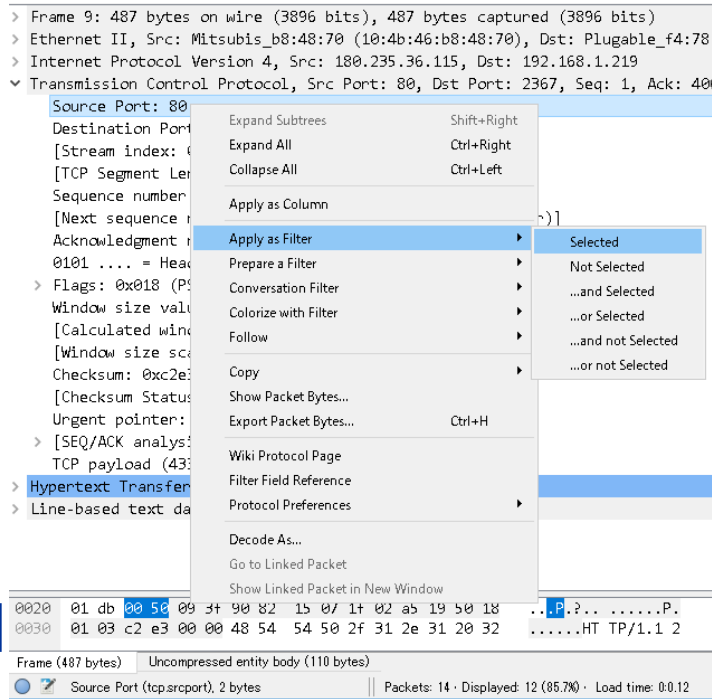 Frame 9: 487 bytes on wire (3896 bits), 487 bytes captured (3896 bits)
Ethernet II, Src: Mitsubis_b8:48:70 (10:4b:46:b8:48:70), Dst: Plugable_f4:78
Internet Protocol Version 4, Src: 180.235.36.115, Dst: 192.168.1.219
Transmission Control Protocol, Src Port: 80, Dst Port: 2367, Seq: 1, Ack: 40
Source Port: 80
Destination Port
[Stream index:
[TCP Segment Le
Sequence number
[Next sequence )]
Acknowledgment
0101 .... = Hea
Flags: 0x018 (P
Window size val
[Calculated win
[Window size sc
Checksum: 0xc2e
[Checksum Status
Urgent pointer:
[SEQ/ACK analys
TCP payload (43
Hypertext Transfer
Line-based text da
Expand Subtrees Shift+Right
Expand All Ctrl+Right
Collapse All Ctrl+Left
Apply as Column
Apply as Filter
Prepare a Filter
Conversation Filter
Colorize with Filter
Follow
Copy
Show Packet Bytes...
Export Packet Bytes... Ctrl+H
Wiki Protocol Page
Filter Field Reference
Protocol Preferences
Decode As...
Go to Linked Packet
Show Linked Packet in New Window
Selected
Not Selected
...and Selected
...or Selected
...and not Selected
...or not Selected
0020 01 db 00 50 09 3f 90 82 15 07 1f 02 a5 19 50 18 ...P.?.. ......P.
0030 01 03 c2 e3 00 00 48 54 54 50 2f 31 2e 31 20 32 ......HT TP/1.1 2
Frame (487 bytes) Uncompressed entity body (110 bytes)
Source Port (tcp.srcport), 2 bytes Packets: 14 · Displayed: 12 (85.7%) · Load time: 0:0.12